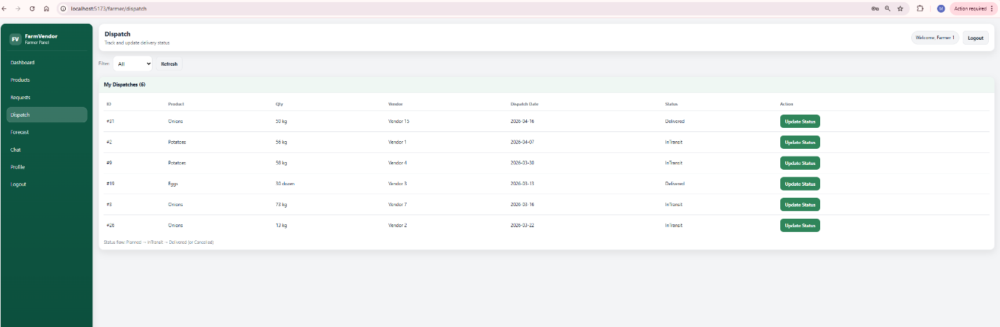 localhost:5173/farmer/dispatch
M
Action required
FV
FarmVendor
Farmer Panel
Dashboard
Products
Requests
Dispatch
Forecast
Chat
Profile
Logout
Dispatch
Track and update delivery status
Welcome, Farmer 1
Logout
Filter:
All
Refresh
My Dispatches (6)
ID Product Qty Vendor Dispatch Date Status Action
#31 Onions 50 kg Vendor 15 2026-04-16 Delivered Update Status
#2 Potatoes 56 kg Vendor 1 2026-04-07 InTransit Update Status
#9 Potatoes 58 kg Vendor 4 2026-03-30 InTransit Update Status
#19 Eggs 30 dozen Vendor 3 2026-03-13 Delivered Update Status
#3 Onions 73 kg Vendor 7 2026-03-16 InTransit Update Status
#26 Onions 13 kg Vendor 2 2026-03-22 InTransit Update Status
Status flow: Planned → InTransit → Delivered (or Cancelled)